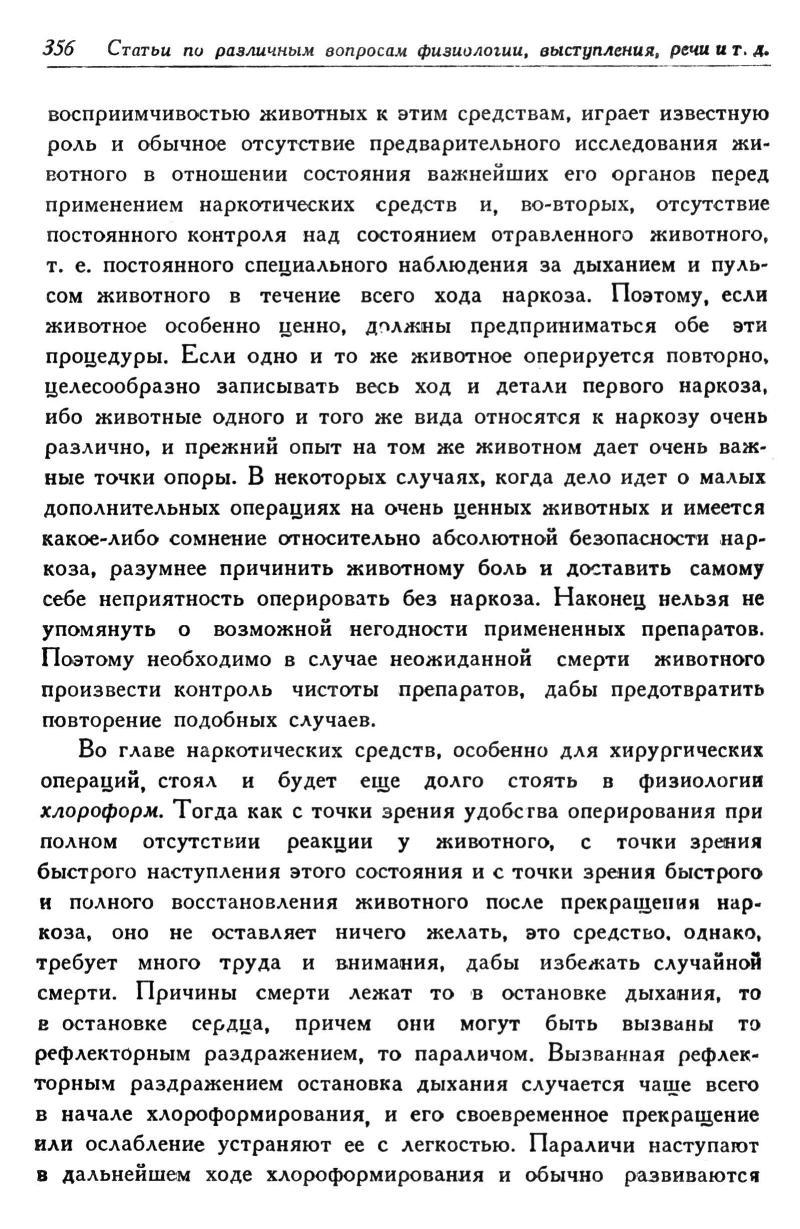 356 Статьи по различным вопросам физиологии, выступления, речи и т. д.
восприимчивостью животных к этим средствам, играет известную
роль и обычное отсутствие предварительного исследования жи-
вотного в отношении состояния важнейших его органов перед
применением наркотических средств и, во-вторых, отсутствие
постоянного контроля над состоянием отравленного животного,
т. е. постоянного специального наблюдения за дыханием и пуль-
сом животного в течение всего хода наркоза. Поэтому, если
животное особенно ценно, должны предприниматься обе эти
процедуры. Если одно и то же животное оперируется повторно,
целесообразно записывать весь ход и детали первого наркоза,
ибо животные одного и того же вида относятся к наркозу очень
различно, и прежний опыт на том же животном дает очень важ-
ные точки опоры. В некоторых случаях, когда дело идет о малых
дополнительных операциях на очень ценных животных и имеется
какое-либо сомнение относительно абсолютной безопасности нар-
коза, разумнее причинить животному боль и доставить самому
себе неприятность оперировать без наркоза. Наконец нельзя не
упомянуть о возможной негодности примененных препаратов.
Поэтому необходимо в случае неожиданной смерти животного
произвести контроль чистоты препаратов, дабы предотвратить
повторение подобных случаев.
Во главе наркотических средств, особенно для хирургических
операций, стоял и будет еще долго стоять в физиологии
хлороформ. Тогда как с точки зрения удобства оперирования при
полном отсутствии реакции у животного, с точки зрения
быстрого наступления этого состояния и с точки зрения быстрого
и полного восстановления животного после прекращения нар-
коза, оно не оставляет ничего желать, это средство, однако,
требует много труда и внимания, дабы избежать случайной
смерти. Причины смерти лежат то в остановке дыхания, то
в остановке сердца, причем они могут быть вызваны то
рефлекторным раздражением, то параличом. Вызванная рефлек-
торным раздражением остановка дыхания случается чаще всего
в начале хлороформирования, и его своевременное прекращение
или ослабление устраняют ее с легкостью. Параличи наступают
в дальнейшем ходе хлороформирования и обычно развиваются